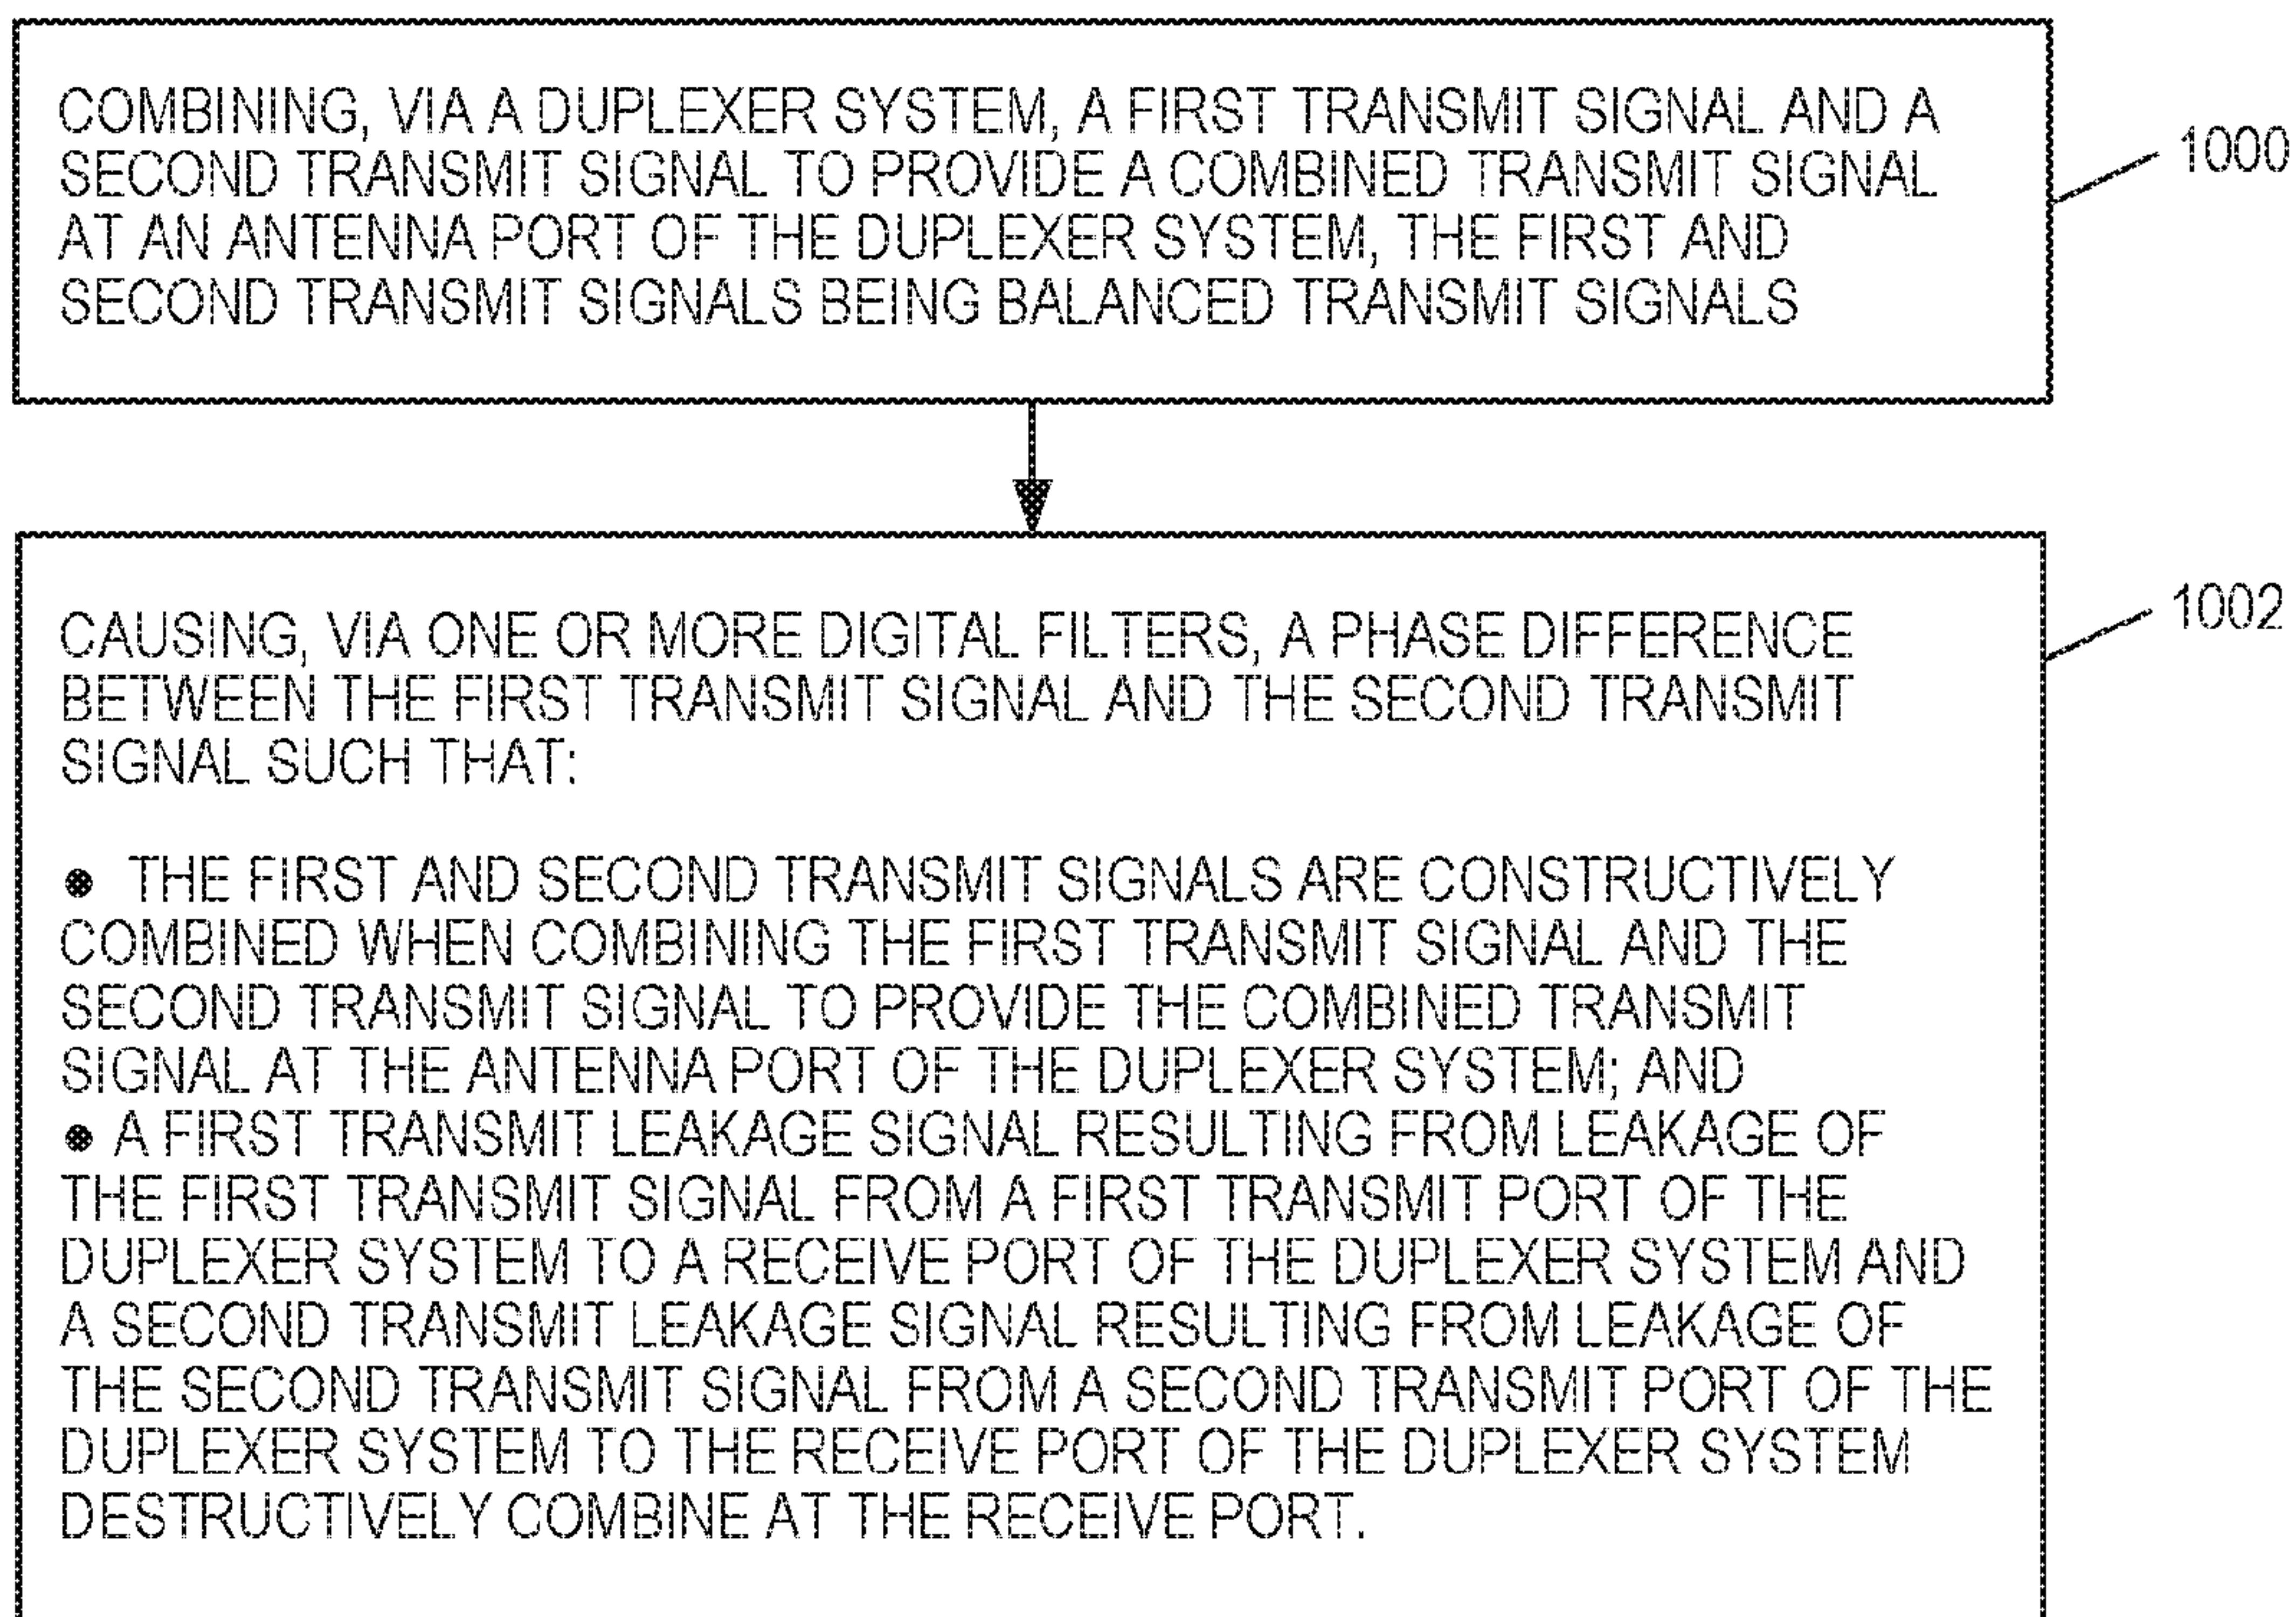 COMBINING, VIA A DUPLEXER SYSTEM, A FIRST TRANSMIT SIGNAL AND A
SECOND TRANSMIT SIGNAL TO PROVIDE A COMBINED TRANSMIT SIGNAL
AT AN ANTENNA PORT OF THE DUPLEXER SYSTEM, THE FIRST AND
SECOND TRANSMIT SIGNALS BEING BALANCED TRANSMIT SIGNALS
1000
CAUSING, VIA ONE OR MORE DIGITAL FILTERS, A PHASE DIFFERENCE
BETWEEN THE FIRST TRANSMIT SIGNAL AND THE SECOND TRANSMIT
SIGNAL SUCH THAT:
1002
● THE FIRST AND SECOND TRANSMIT SIGNALS ARE CONSTRUCTIVELY
COMBINED WHEN COMBINING THE FIRST TRANSMIT SIGNAL AND THE
SECOND TRANSMIT SIGNAL TO PROVIDE THE COMBINED TRANSMIT
SIGNAL AT THE ANTENNA PORT OF THE DUPLEXER SYSTEM; AND
● A FIRST TRANSMIT LEAKAGE SIGNAL RESULTING FROM LEAKAGE OF
THE FIRST TRANSMIT SIGNAL FROM A FIRST TRANSMIT PORT OF THE
DUPLEXER SYSTEM TO A RECEIVE PORT OF THE DUPLEXER SYSTEM AND
A SECOND TRANSMIT LEAKAGE SIGNAL RESULTING FROM LEAKAGE OF
THE SECOND TRANSMIT SIGNAL FROM A SECOND TRANSMIT PORT OF THE
DUPLEXER SYSTEM TO THE RECEIVE PORT OF THE DUPLEXER SYSTEM
DESTRUCTIVELY COMBINE AT THE RECEIVE PORT.